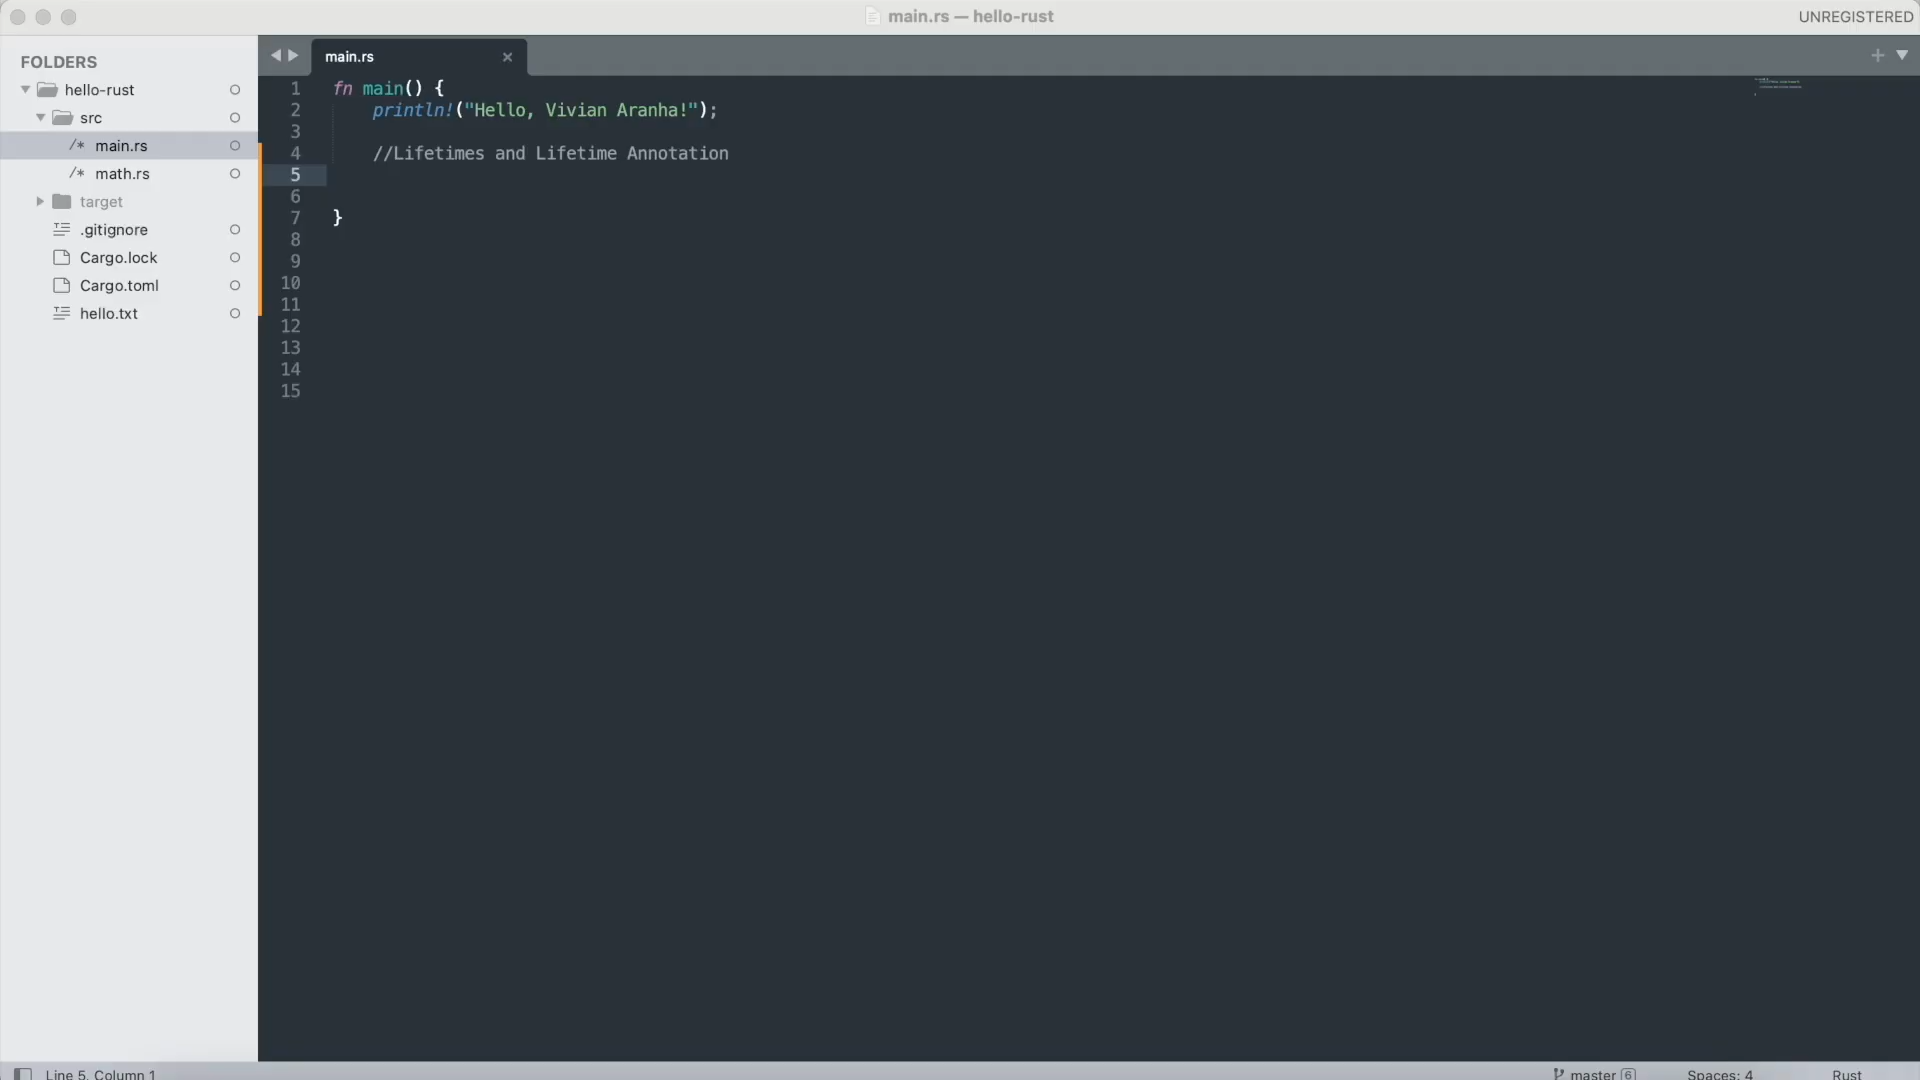 main.rs — hello-rust
UNREGISTERED
FOLDERS
hello-rust
src
/* main.rs
/* math.rs
target
.gitignore
Cargo.lock
Cargo.toml
hello.txt
main.rs
1 fn main() {
2 println!("Hello, Vivian Aranha!");
3
4 //Lifetimes and Lifetime Annotation
5
6
7 }
8
9
10
11
12
13
14
15
Line 5, Column 1
master 6
Spaces: 4
Rust